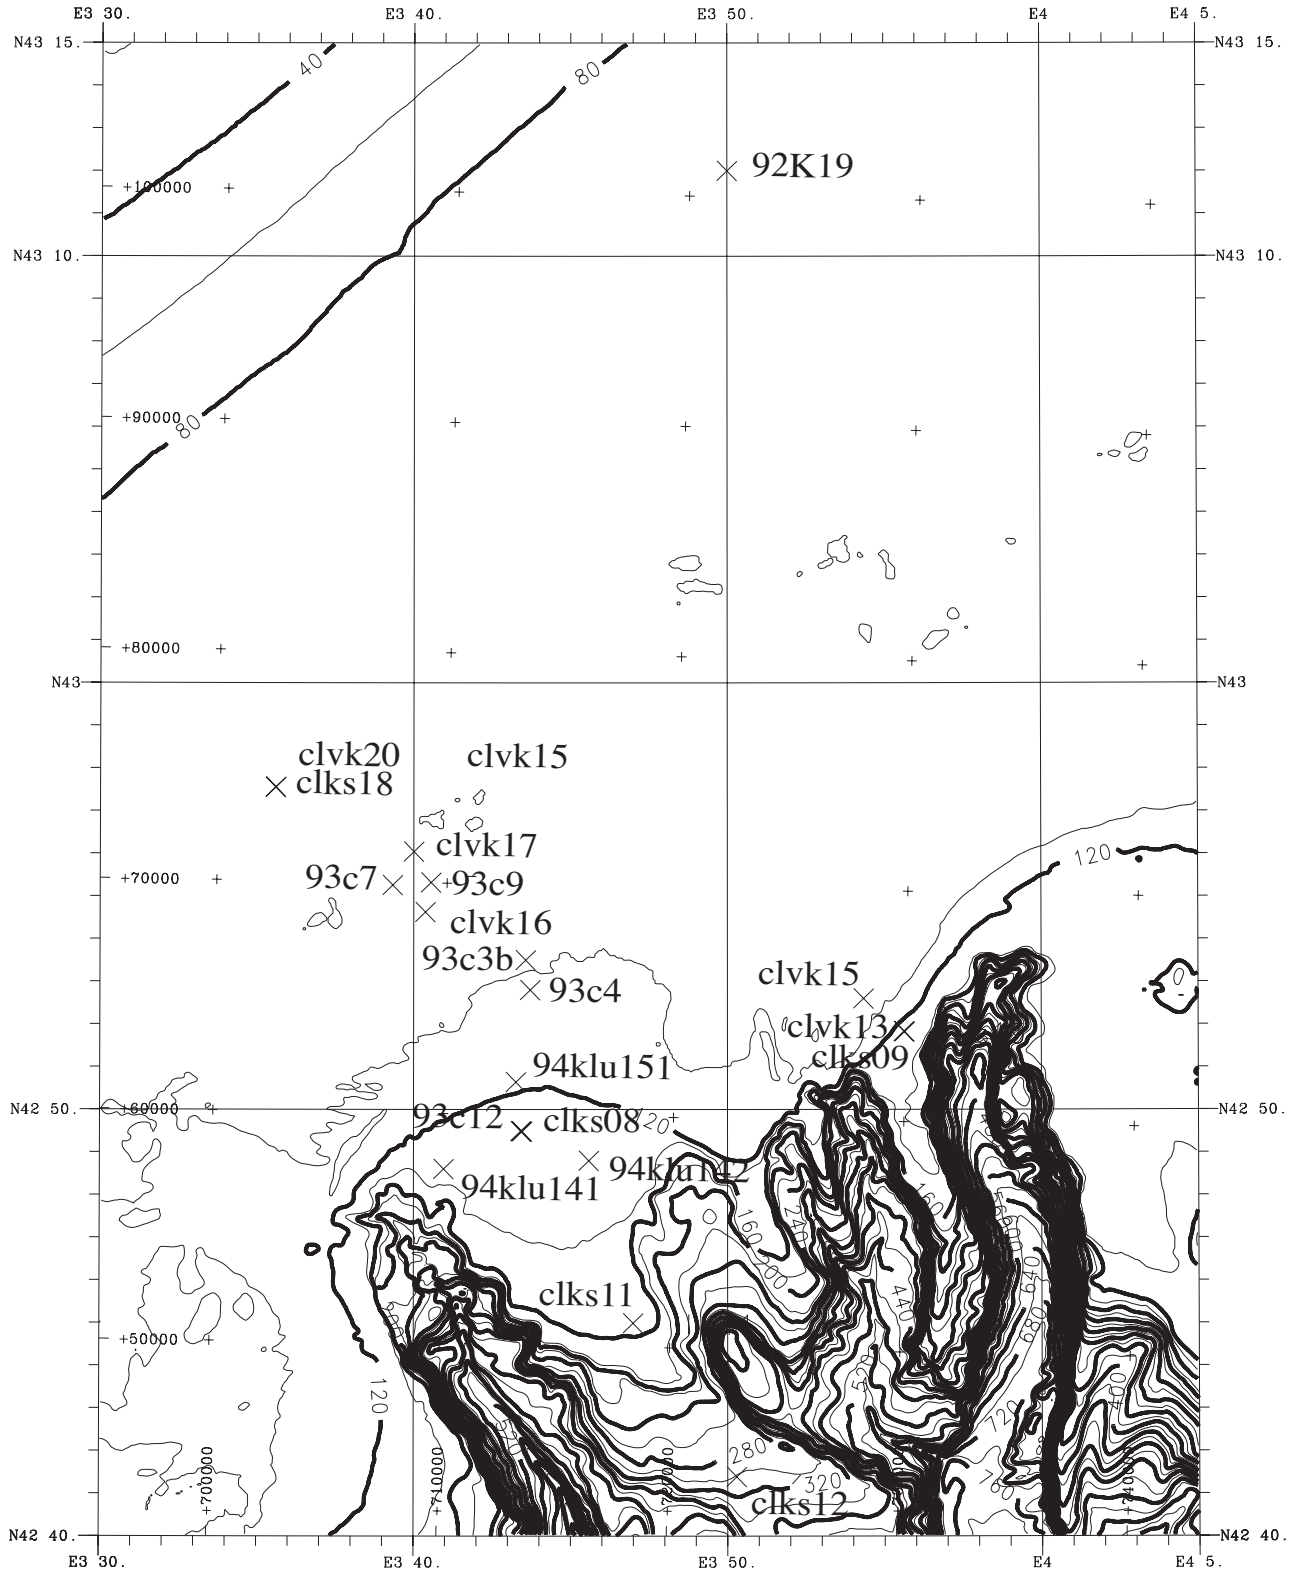 E3 30. E3 40. E3 50. E4 E4 5.
N43 15. N43 15.
40
80
92K19
+100000
N43 10. N43 10.
+90000
80
+80000
N43 N43
clvk20 clvk15
clks18
clvk17
120
+70000 93c7 93c9
clvk16
93c3b
clvk15
93c4
clvk13
clks09
94klu151
N42 50. +60000 N42 50.
93c12 clks08 120
94klu142
94klu141
160
160
240
200
640
clks11
440
680
+50000
520
120
400
720
280
320
+700000 +710000
clks12
N42 40. N42 40.
E3 30. E3 40. E3 50. E4 E4 5.